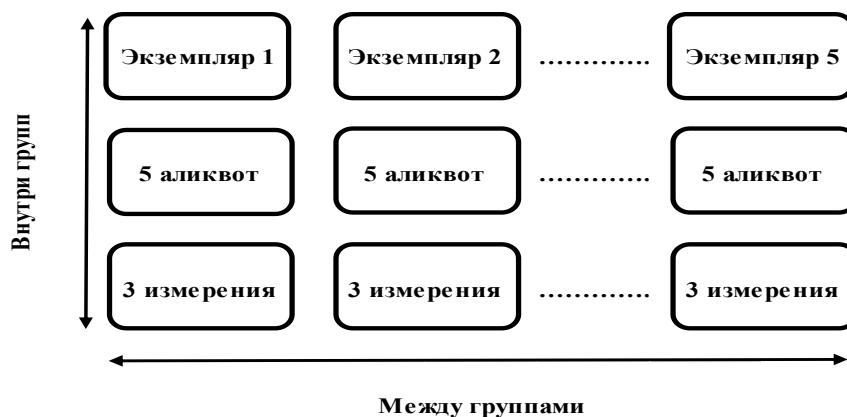 Экземпляр 1
Экземпляр 2
.............
Экземпляр 5
Внутри групп
5 аликвот
5 аликвот
.............
5 аликвот
3 измерения
3 измерения
.............
3 измерения
Между группами